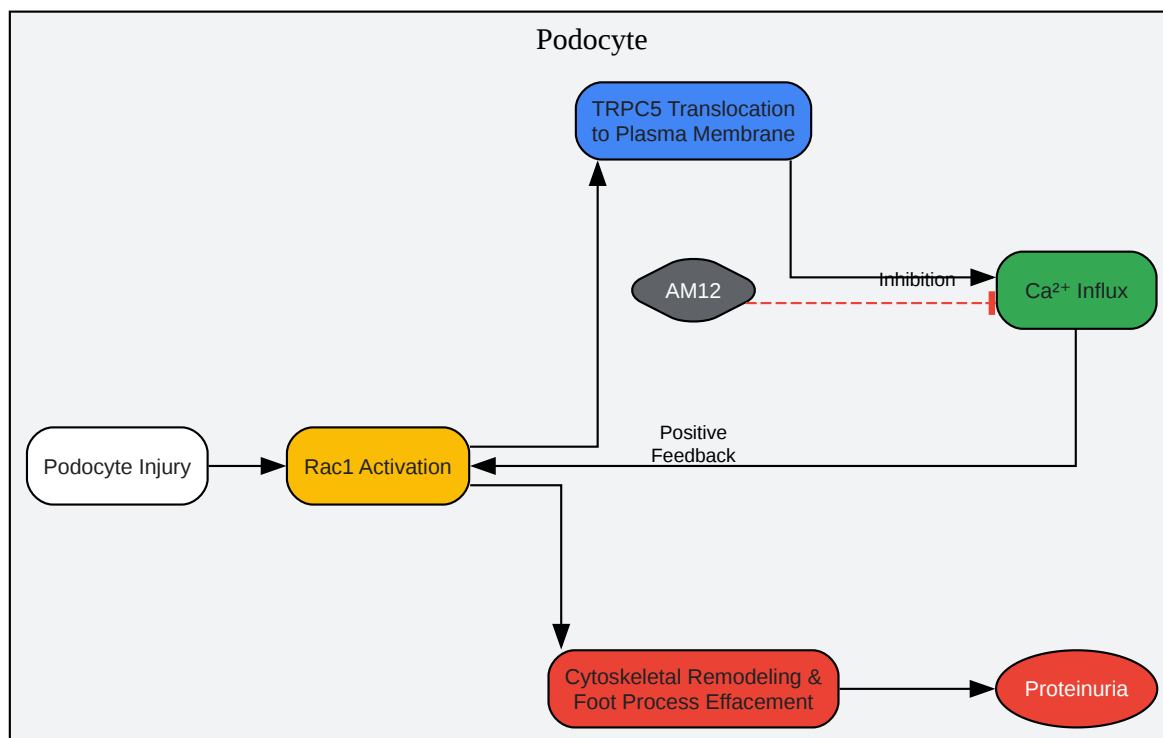 Podocyte
TRPC5 Translocation
to Plasma Membrane
Inhibition
AM12
Ca²⁺ Influx
Positive
Feedback
Podocyte Injury
Rac1 Activation
Cytoskeletal Remodeling &
Foot Process Effacement
Proteinuria